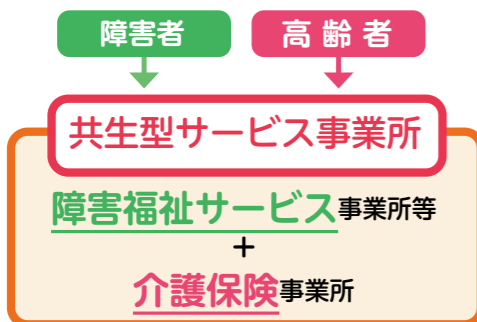 障害者
高齢者
共生型サービス事業所
障害福祉サービス事業所等
+
介護保険事業所